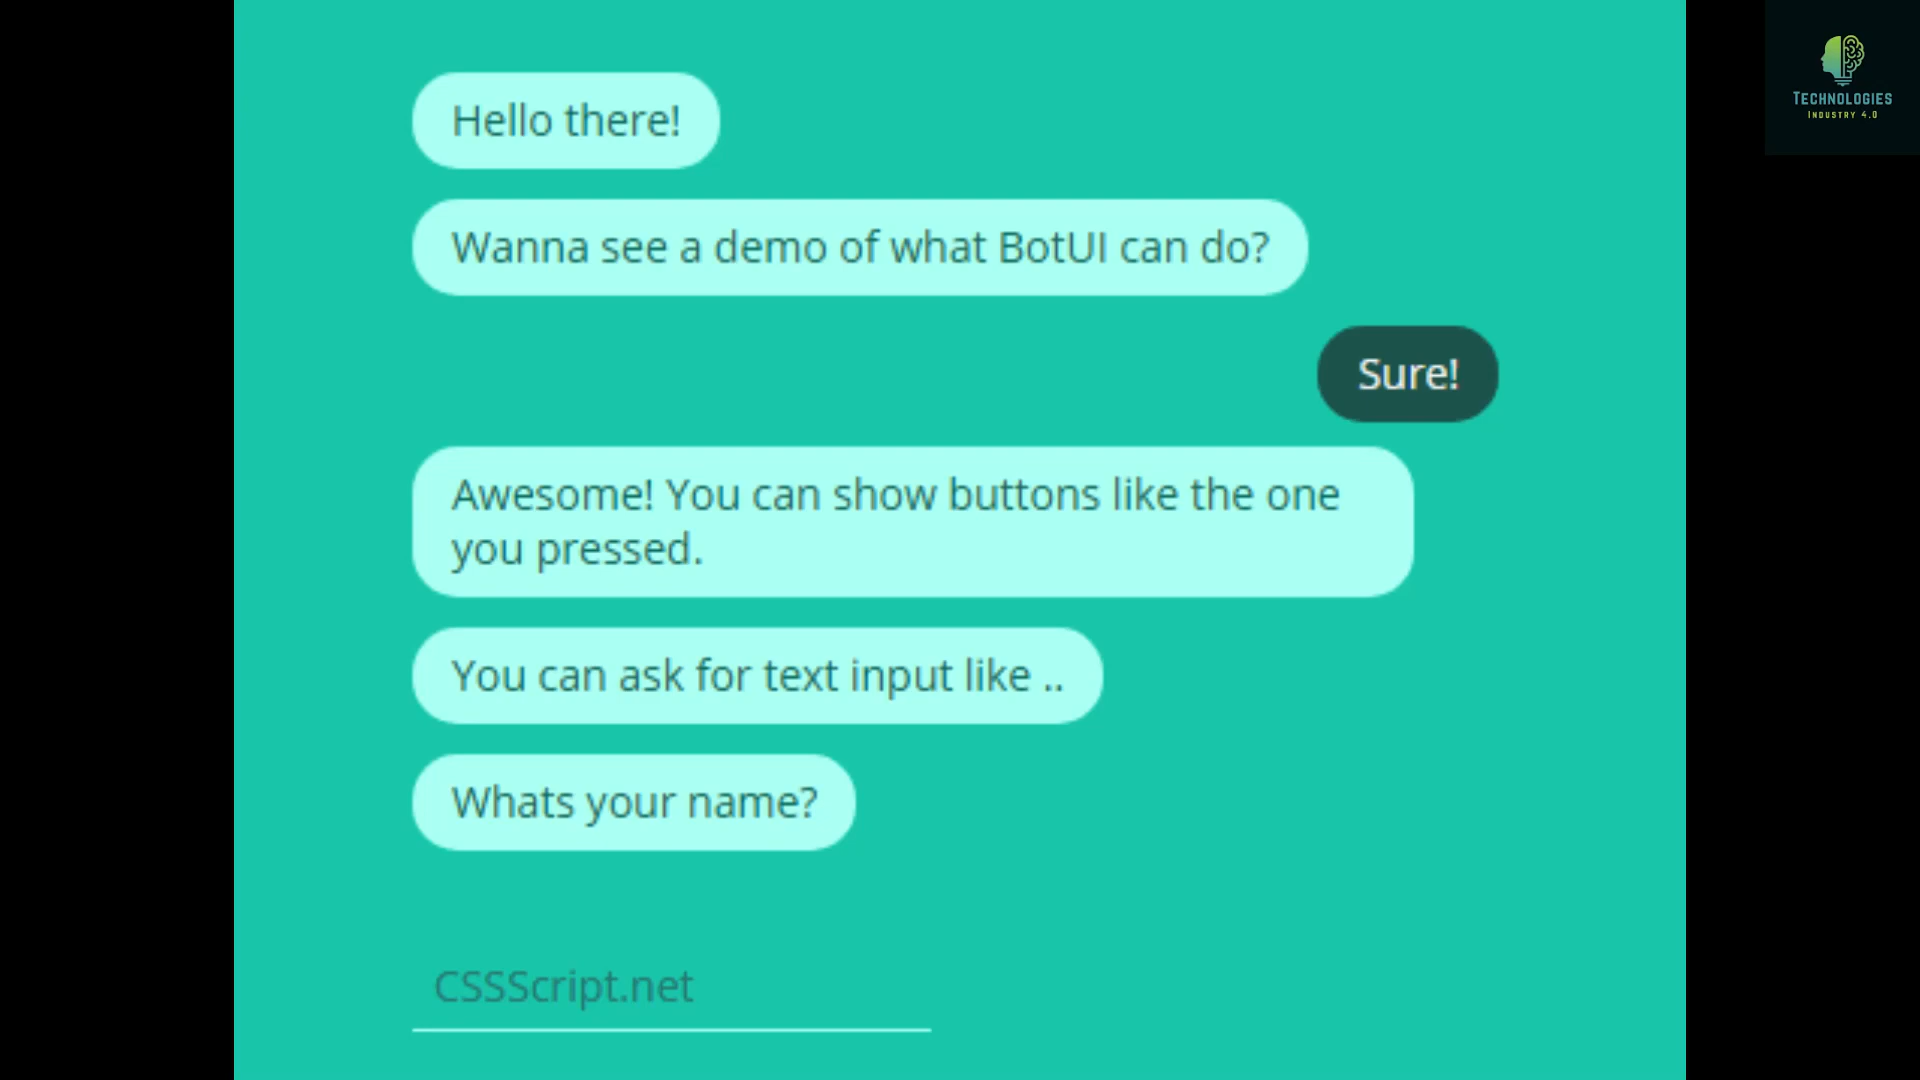 Hello there!
TECHNOLOGIES
INDUSTRY 4.0
Wanna see a demo of what BotUI can do?
Sure!
Awesome! You can show buttons like the one
you pressed.
You can ask for text input like ..
Whats your name?
CSSScript.net